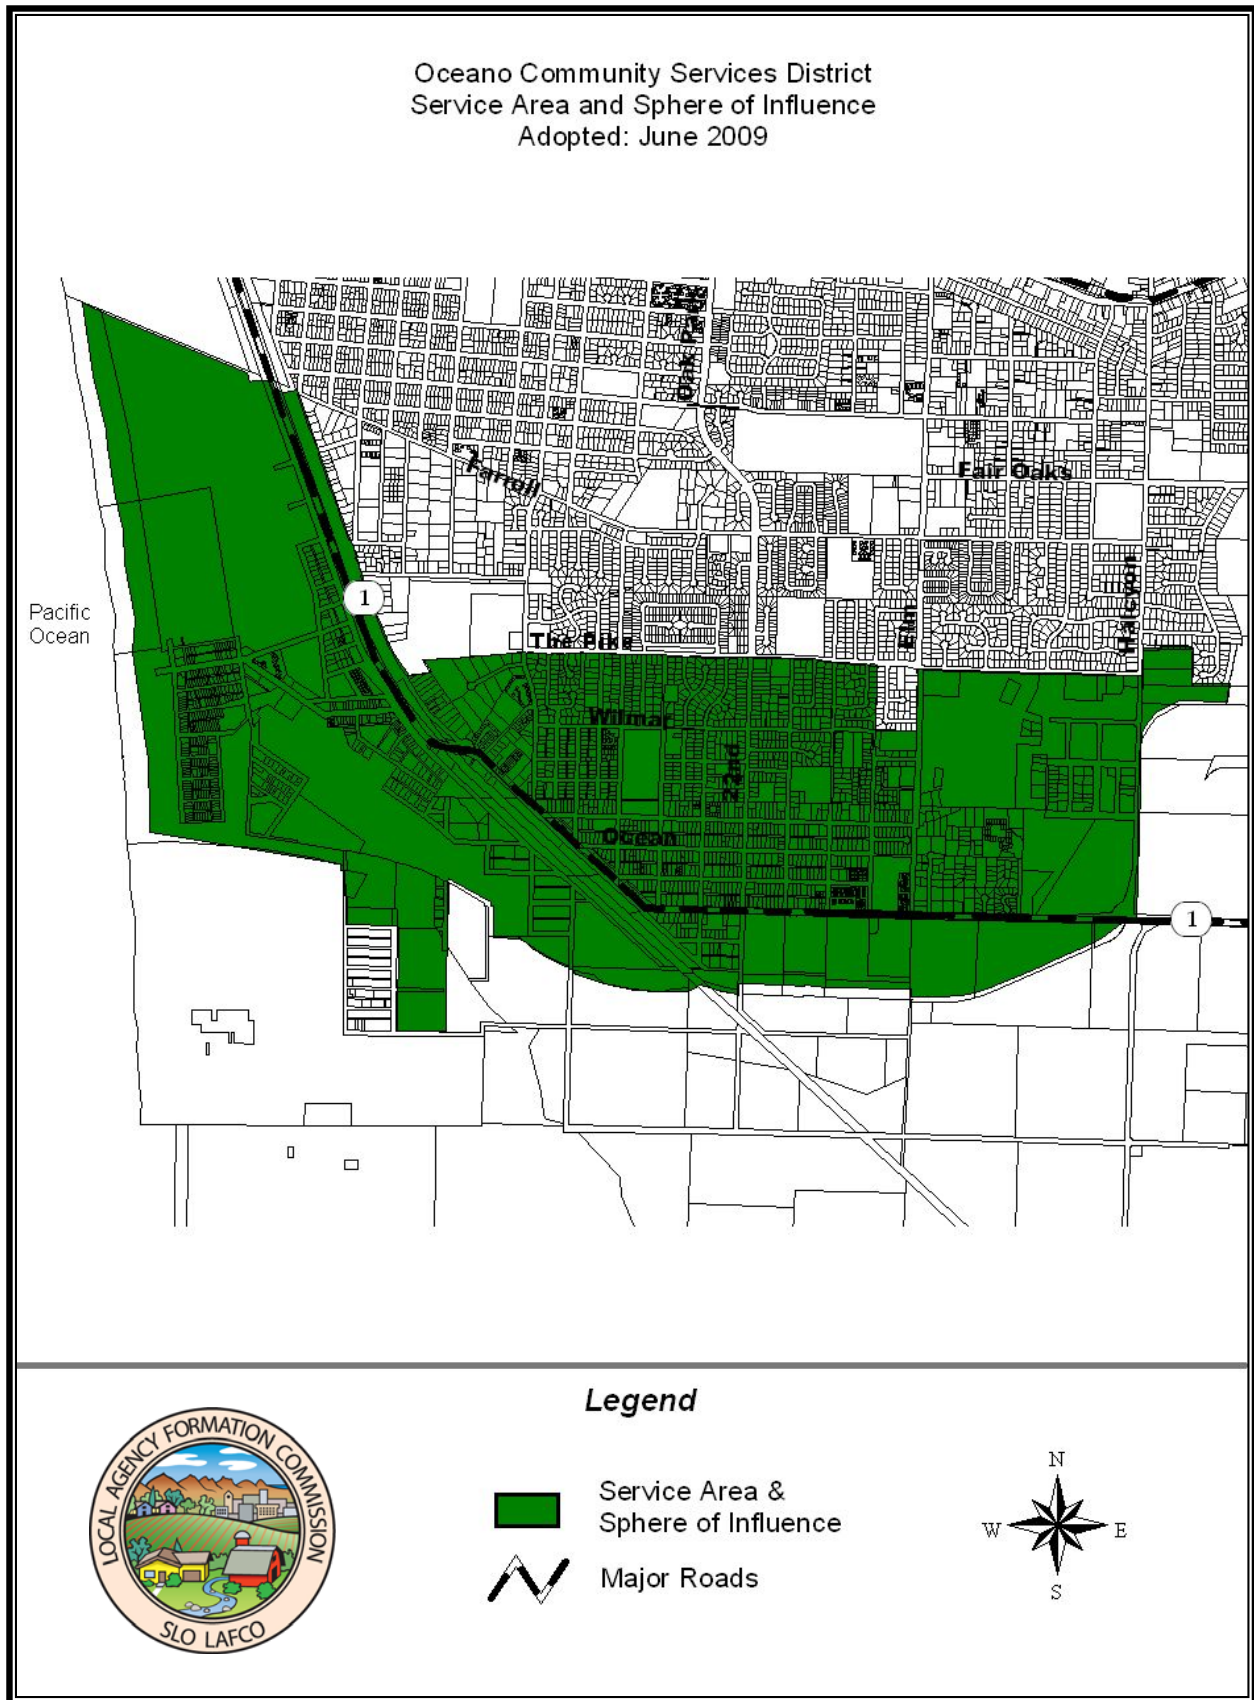 Oceano Community Services District
Service Area and Sphere of Influence
Adopted: June 2009
Oak Park
Farroll
Fair Oaks
Pacific
Ocean
1
Halcyon
Elm
The Pike
Wilmar
22nd
Ocean
1
Legend
LOCAL AGENCY FORMATION COMMISSION
SLO LAFCO
Service Area &
Sphere of Influence
Major Roads
N
W
E
S